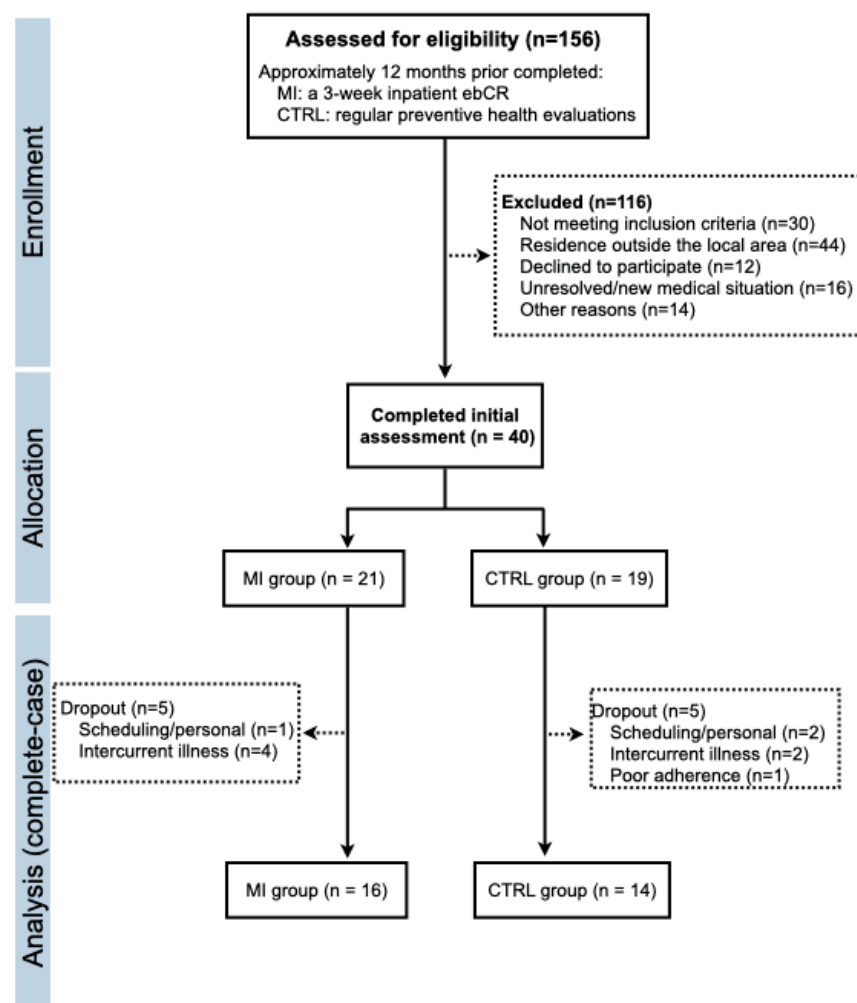 Enrollment
Assessed for eligibility (n=156)
Approximately 12 months prior completed:
MI: a 3-week inpatient ebCR
CTRL: regular preventive health evaluations
Excluded (n=116)
Not meeting inclusion criteria (n=30)
Residence outside the local area (n=44)
Declined to participate (n=12)
Unresolved/new medical situation (n=16)
Other reasons (n=14)
Allocation
Completed initial
assessment (n = 40)
MI group (n = 21)
CTRL group (n = 19)
Analysis (complete-case)
Dropout (n=5)
Scheduling/personal (n=1)
Intercurrent illness (n=4)
Dropout (n=5)
Scheduling/personal (n=2)
Intercurrent illness (n=2)
Poor adherence (n=1)
MI group (n = 16)
CTRL group (n = 14)